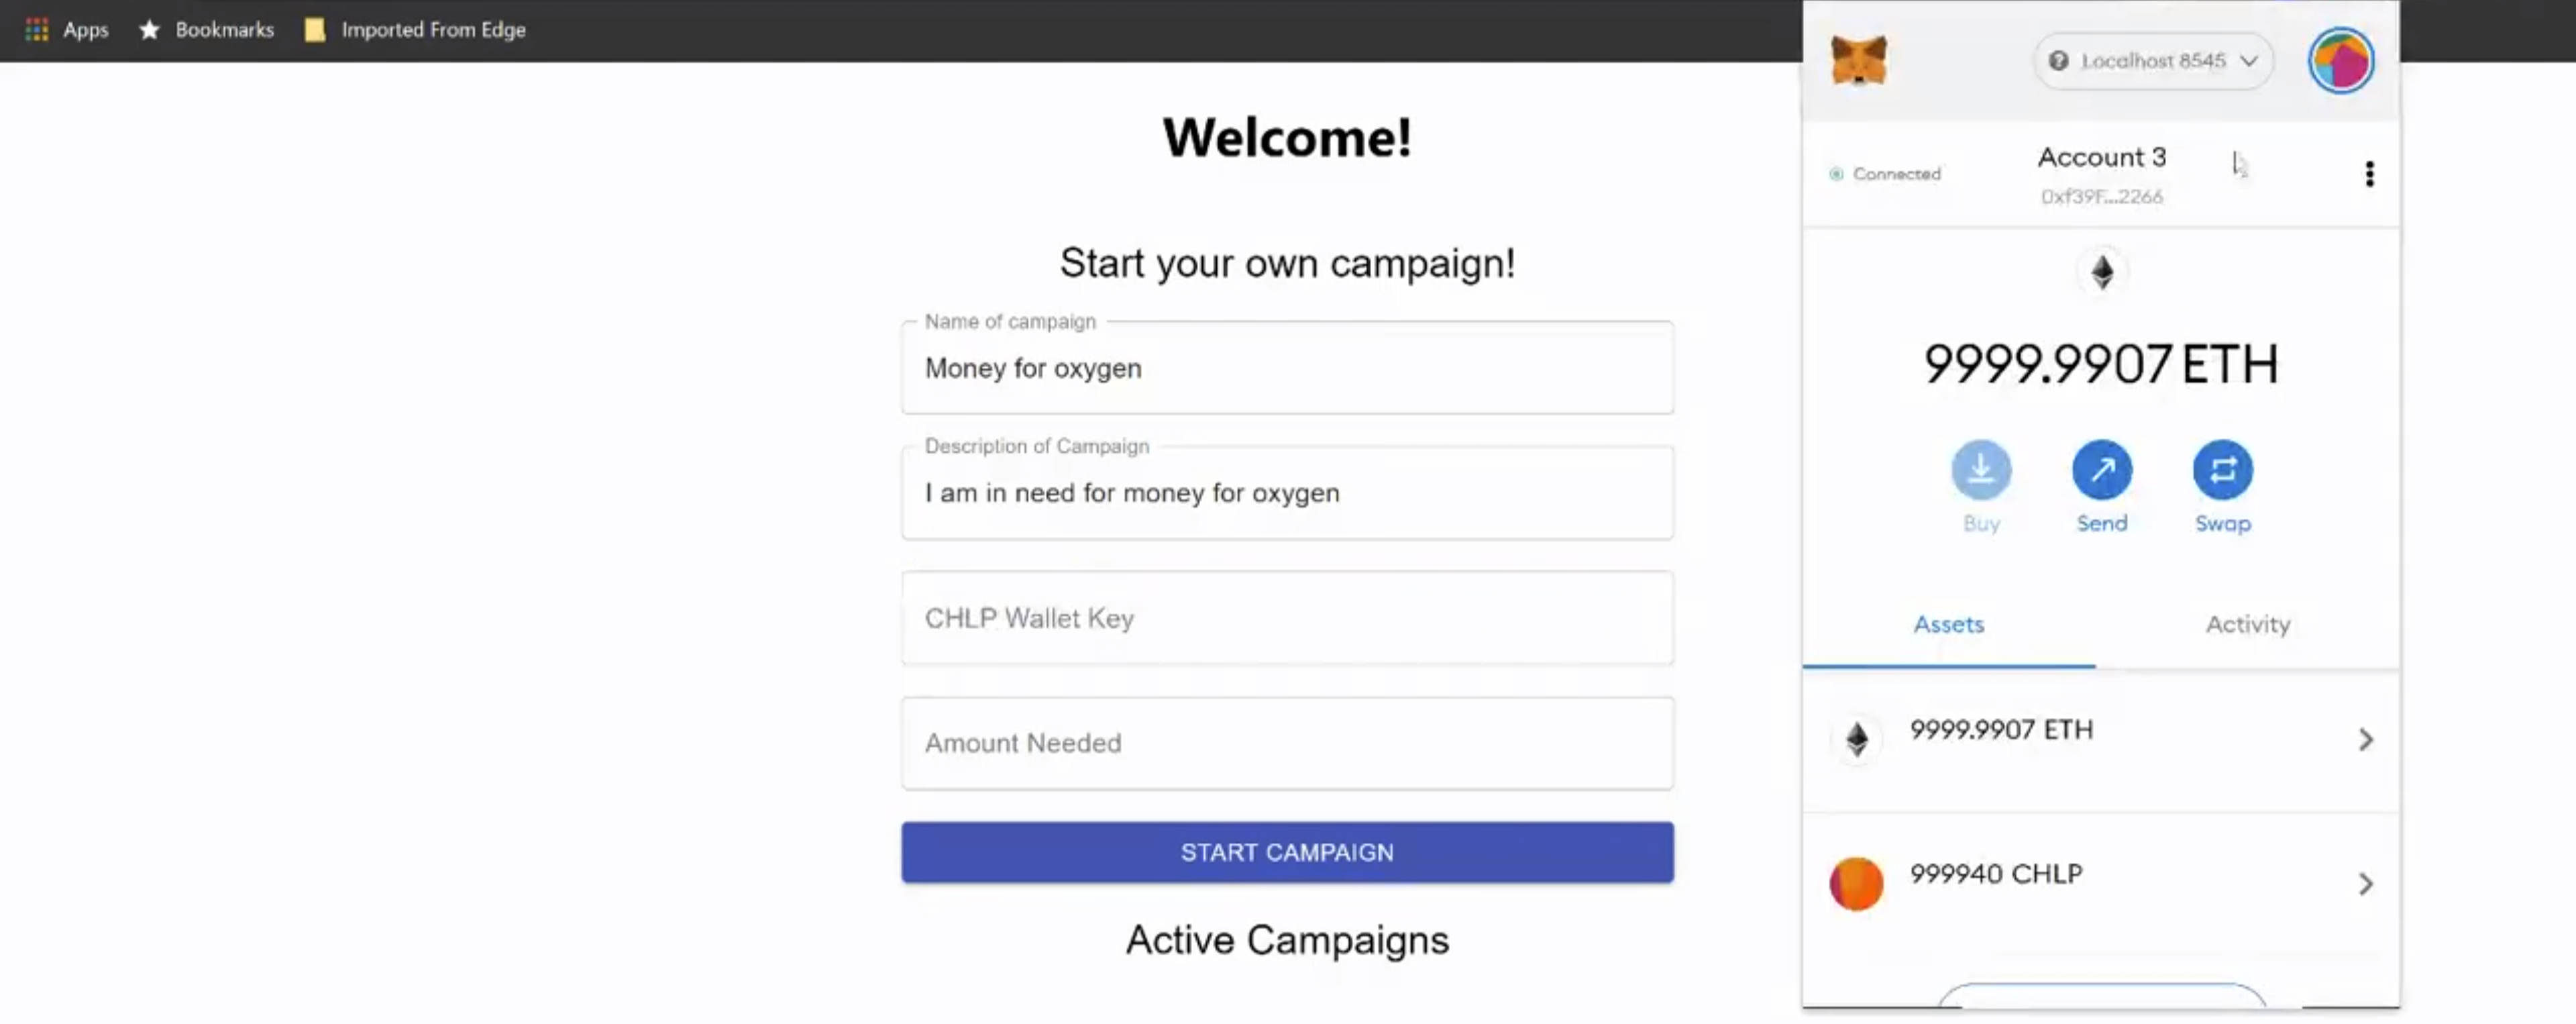 Apps Bookmarks Imported From Edge
Welcome!
Start your own campaign!
Name of campaign
Money for oxygen
Description of Campaign
I am in need for money for oxygen
CHLP Wallet Key
Amount Needed
START CAMPAIGN
Active Campaigns
Localhost 8545
Connected
Account 3
0xf39F...2266
9999.9907 ETH
Buy Send Swap
Assets Activity
9999.9907 ETH
999940 CHLP